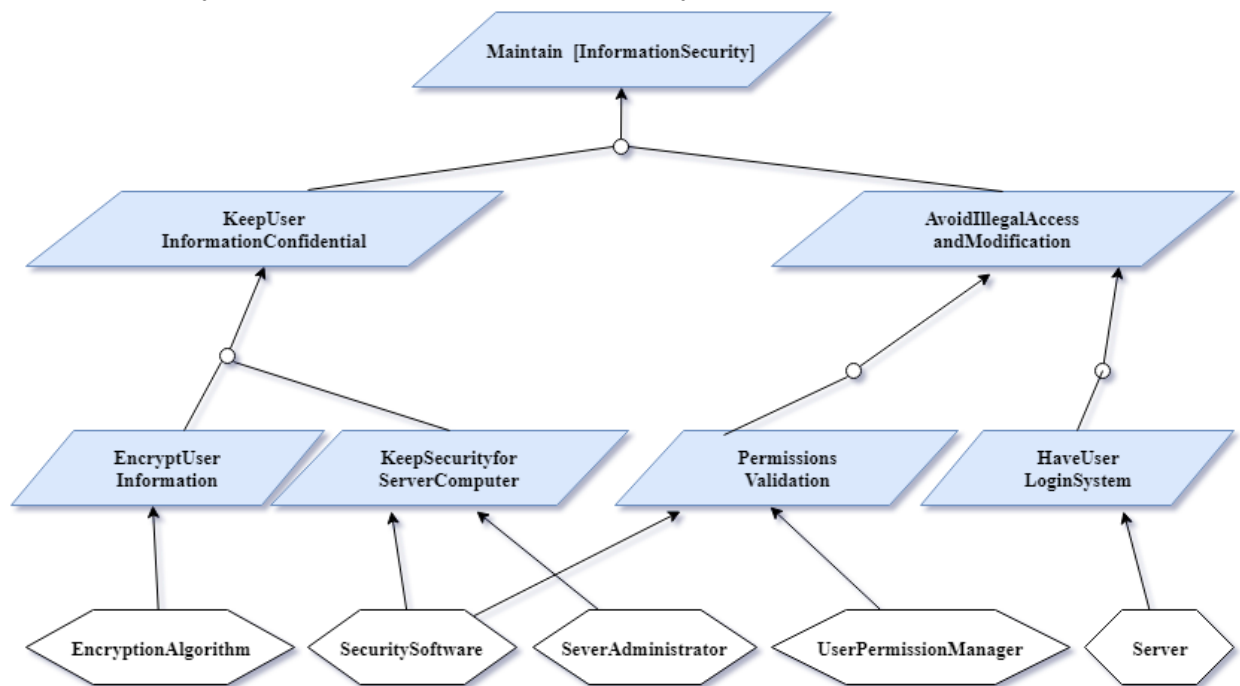 Maintain [InformationSecurity]
KeepUser
InformationConfidential
AvoidIllegalAccess
andModification
EncryptUser
Information
KeepSecurityfor
ServerComputer
Permissions
Validation
HaveUser
LoginSystem
EncryptionAlgorithm
SecuritySoftware
SeverAdministrator
UserPermissionManager
Server